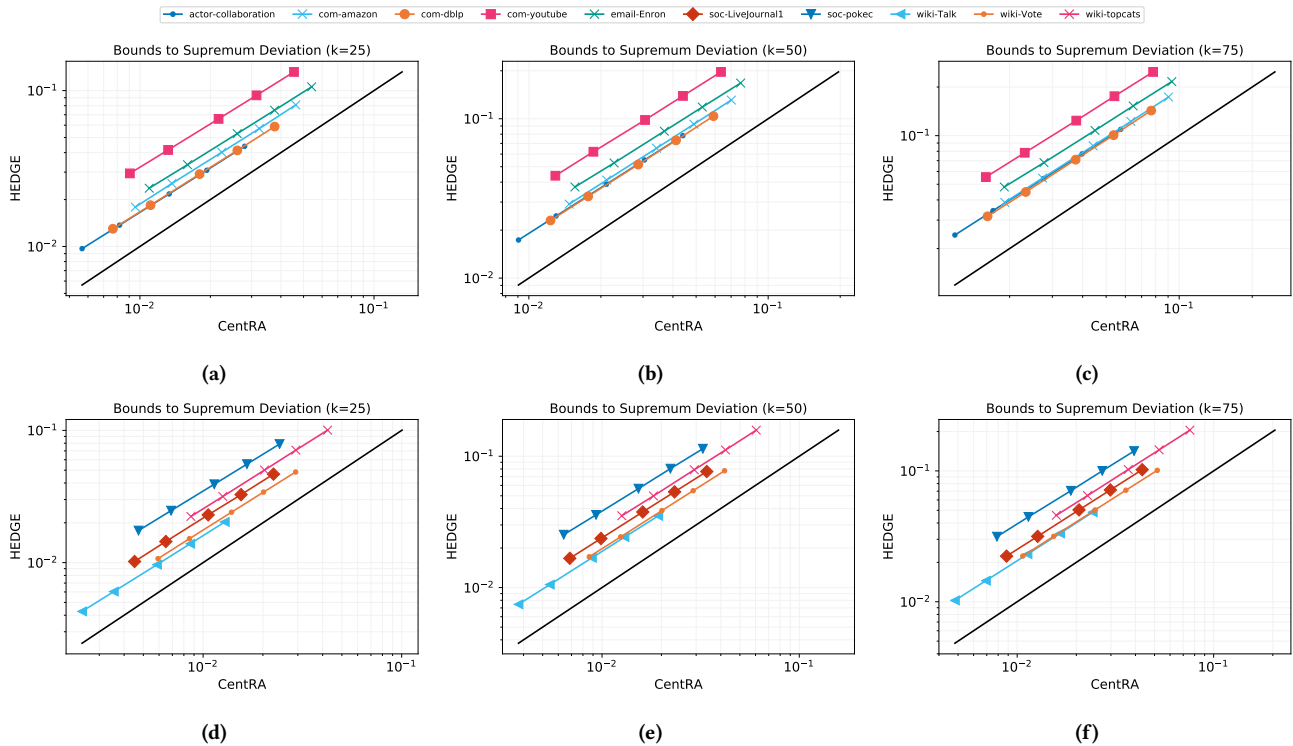 actor-collaboration com-amazon com-dblp com-youtube email-Enron soc-LiveJournal1 soc-pokec wiki-Talk wiki-Vote wiki-topcats
Bounds to Supremum Deviation (k=25)
HEDGE
10⁻¹
10⁻²
10⁻² 10⁻¹
CentRA
(a)
Bounds to Supremum Deviation (k=50)
HEDGE
10⁻¹
10⁻²
10⁻² 10⁻¹
CentRA
(b)
Bounds to Supremum Deviation (k=75)
HEDGE
10⁻¹
10⁻¹
CentRA
(c)
Bounds to Supremum Deviation (k=25)
HEDGE
10⁻¹
10⁻²
10⁻² 10⁻¹
CentRA
(d)
Bounds to Supremum Deviation (k=50)
HEDGE
10⁻¹
10⁻²
10⁻² 10⁻¹
CentRA
(e)
Bounds to Supremum Deviation (k=75)
HEDGE
10⁻¹
10⁻²
10⁻² 10⁻¹
CentRA
(f)